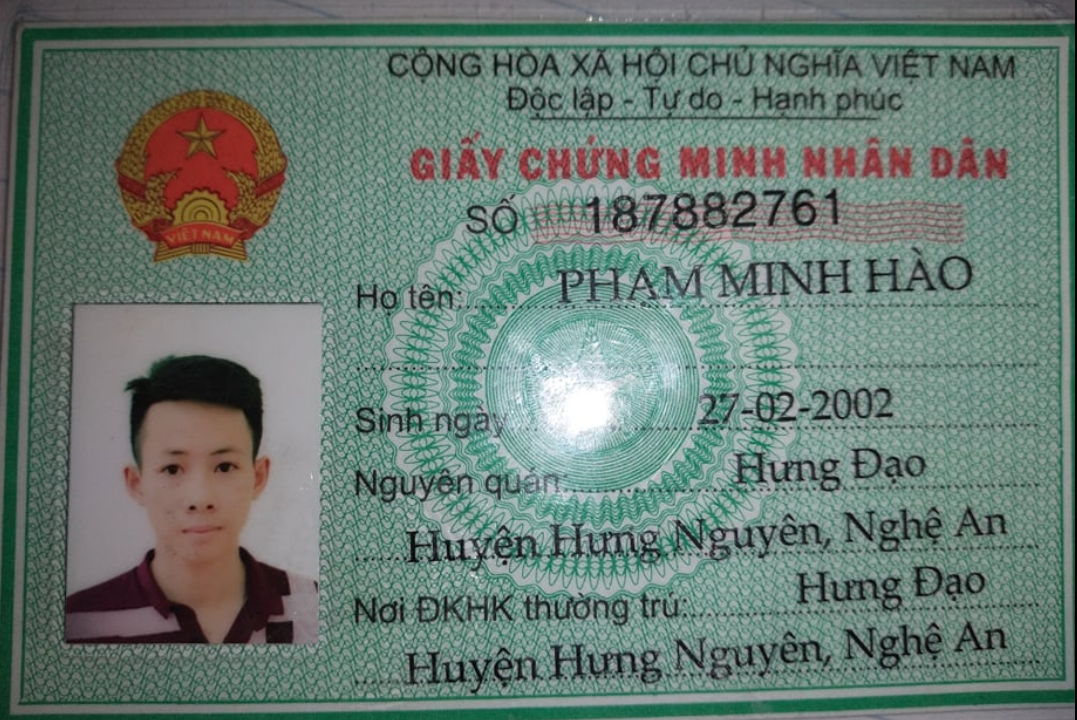 CỘNG HÒA XÃ HỘI CHỦ NGHĨA VIỆT NAM
Độc lập - Tự do - Hạnh phúc
GIẤY CHỨNG MINH NHÂN DÂN
SỐ 187882761
VIỆT NAM
Họ tên: PHẠM MINH HÀO
Sinh ngày 27-02-2002
Nguyên quán: Hưng Đạo
Huyện Hưng Nguyên, Nghệ An
Nơi ĐKHK thường trú: Hưng Đạo
Huyện Hưng Nguyên, Nghệ An